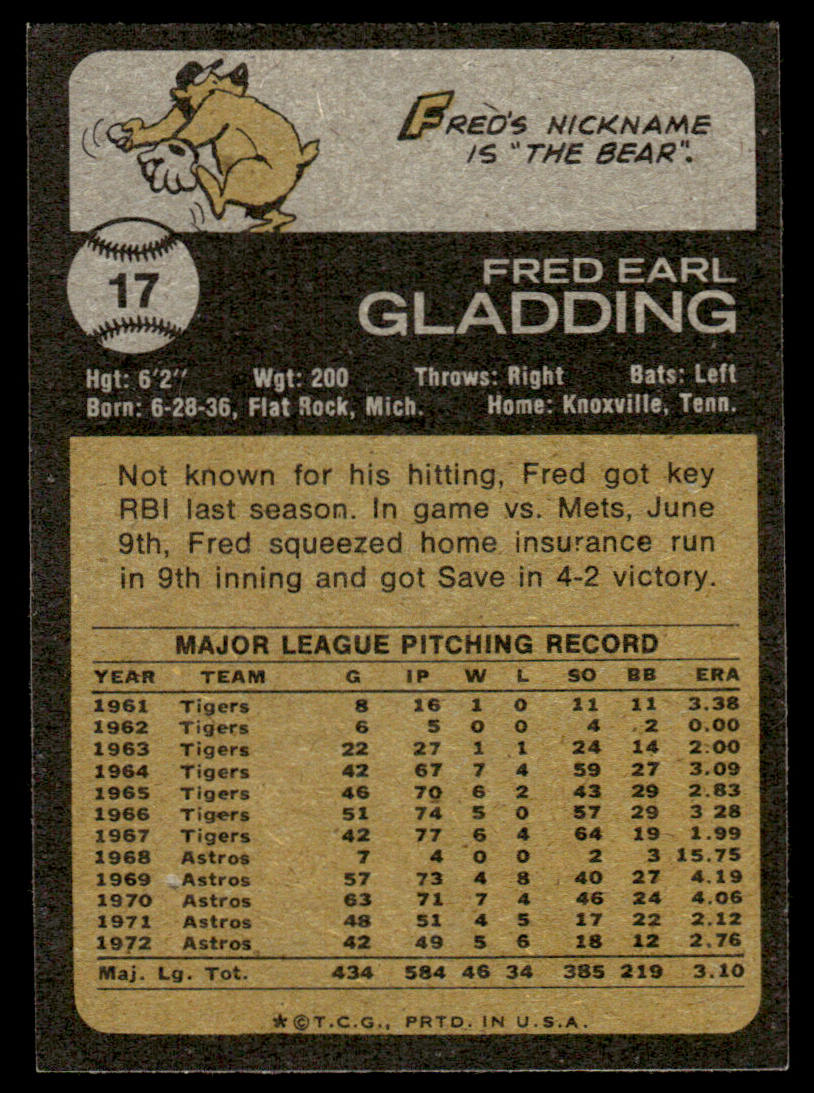 FRED'S NICKNAME
IS "THE BEAR".
17
FRED EARL
GLADDING
Hgt: 6'2" Wgt: 200 Throws: Right Bats: Left
Born: 6-28-36, Flat Rock, Mich. Home: Knoxville, Tenn.
Not known for his hitting, Fred got key
RBI last season. In game vs. Mets, June
9th, Fred squeezed home insurance run
in 9th inning and got Save in 4-2 victory.
MAJOR LEAGUE PITCHING RECORD
YEAR TEAM G IP W L SO BB ERA
1961 Tigers 8 16 1 0 11 11 3.38
1962 Tigers 6 5 0 0 4 2 0.00
1963 Tigers 22 27 1 1 24 14 2.00
1964 Tigers 42 67 7 4 59 27 3.09
1965 Tigers 46 70 6 2 43 29 2.83
1966 Tigers 51 74 5 0 57 29 3 28
1967 Tigers 42 77 6 4 64 19 1.99
1968 Astros 7 4 0 0 2 3 15.75
1969 Astros 57 73 4 8 40 27 4.19
1970 Astros 63 71 7 4 46 24 4.06
1971 Astros 48 51 4 5 17 22 2.12
1972 Astros 42 49 5 6 18 12 2.76
Maj. Lg. Tot. 434 584 46 34 385 219 3.10
*©T.C.G., PRTD. IN U.S.A.